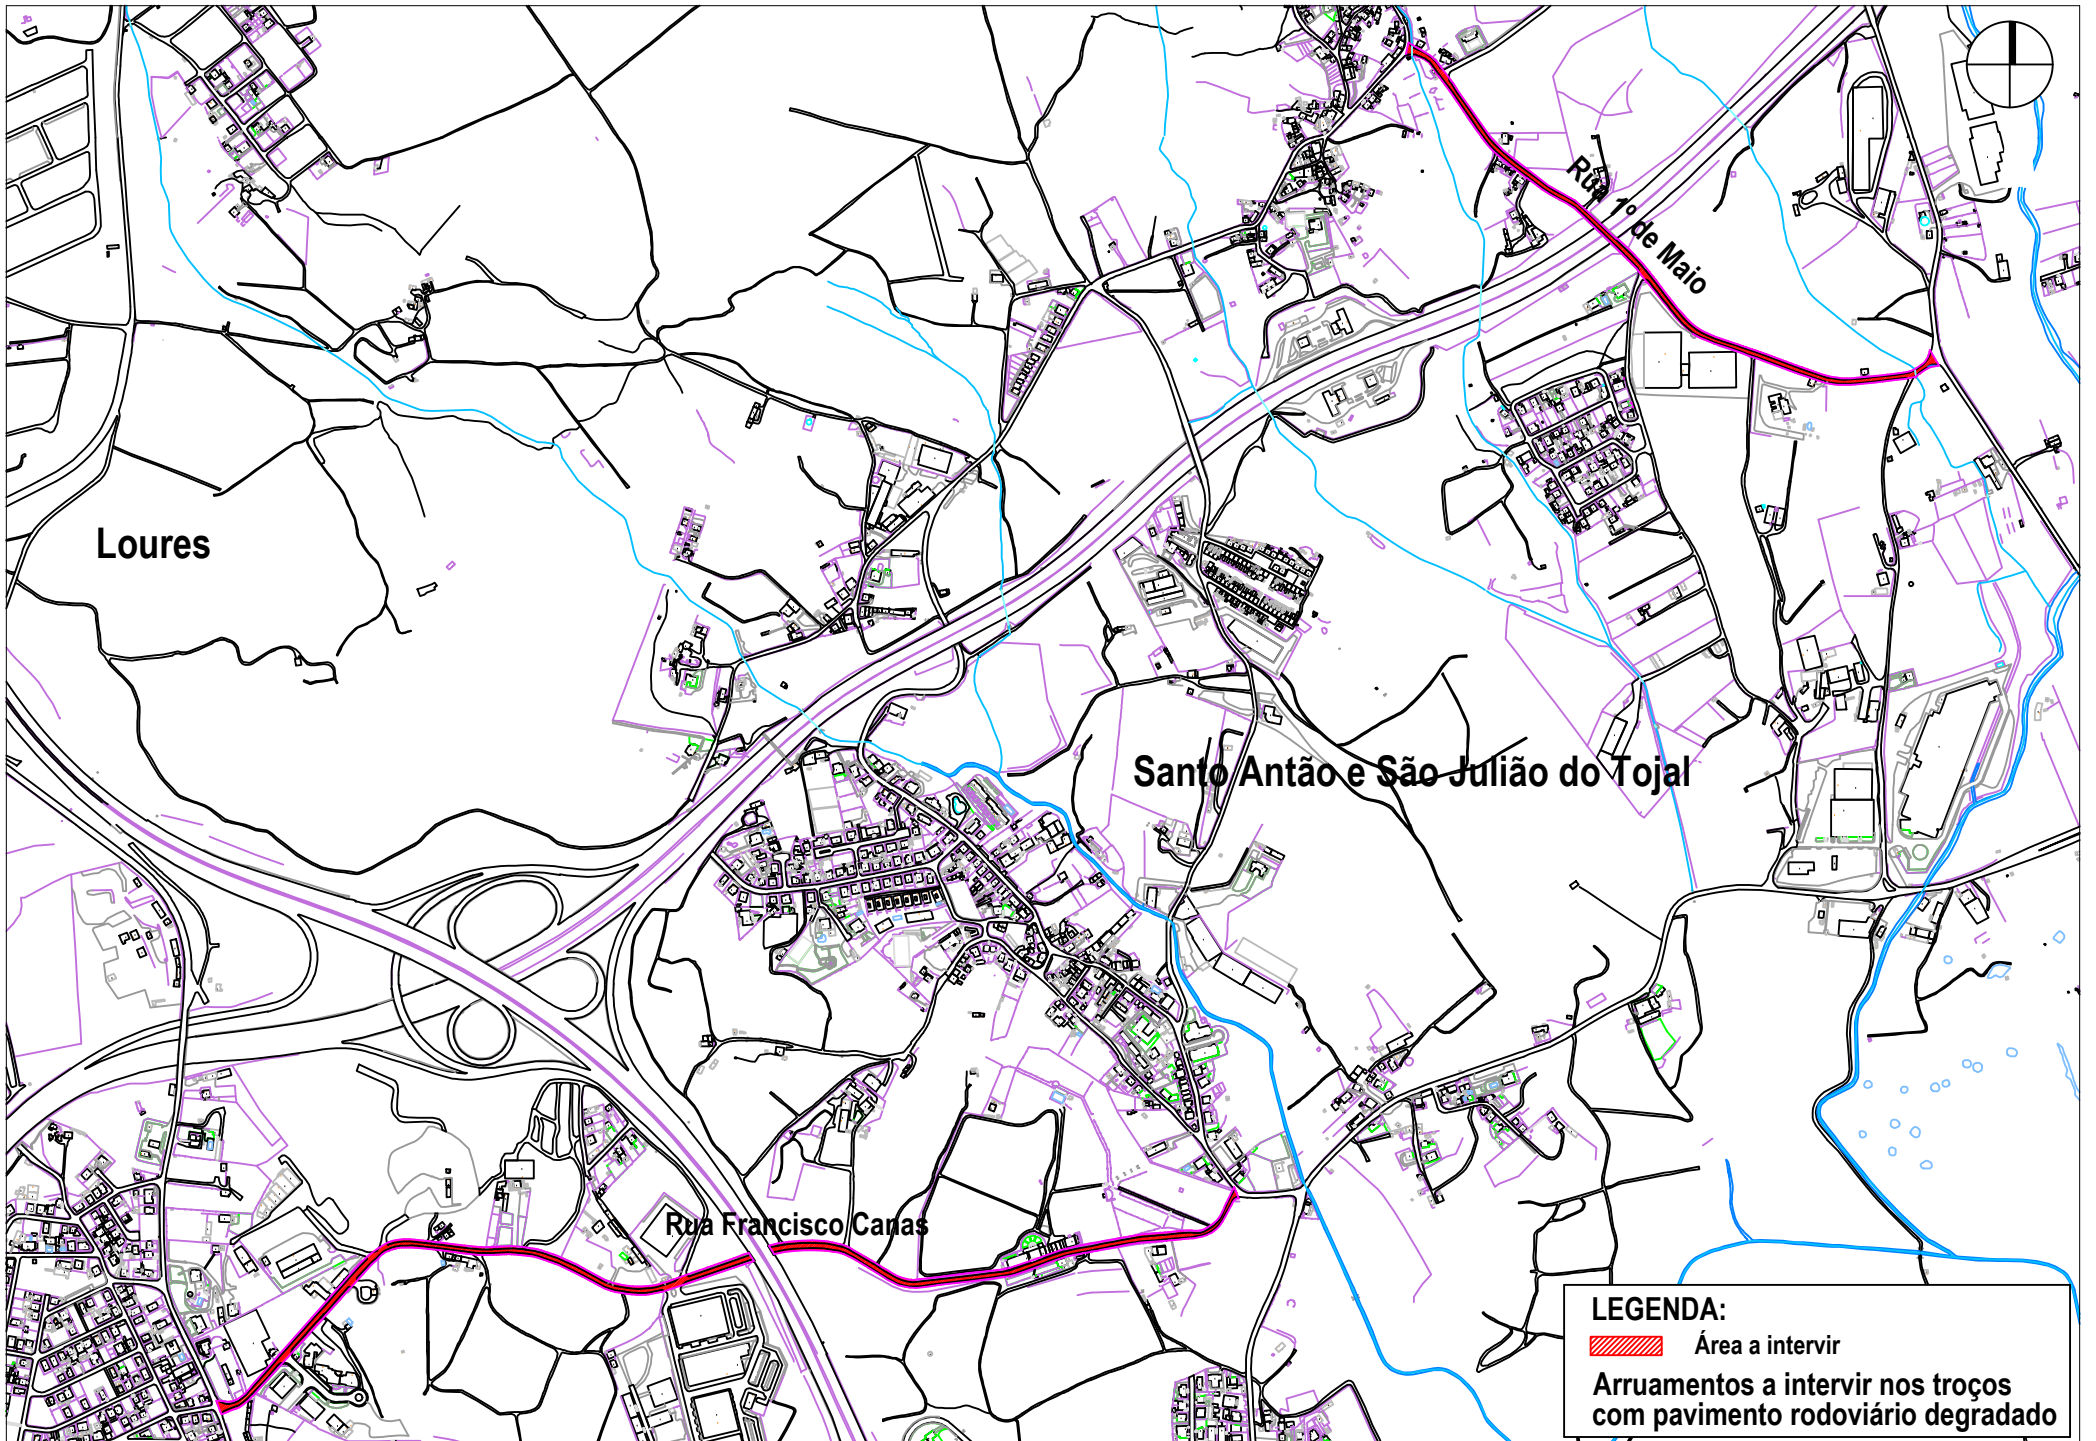 Rua 1º de Maio
Loures
Santo Antão e São Julião do Tojal
Rua Francisco Canas
LEGENDA:
Área a intervir
Arruamentos a intervir nos troços
com pavimento rodoviário degradado